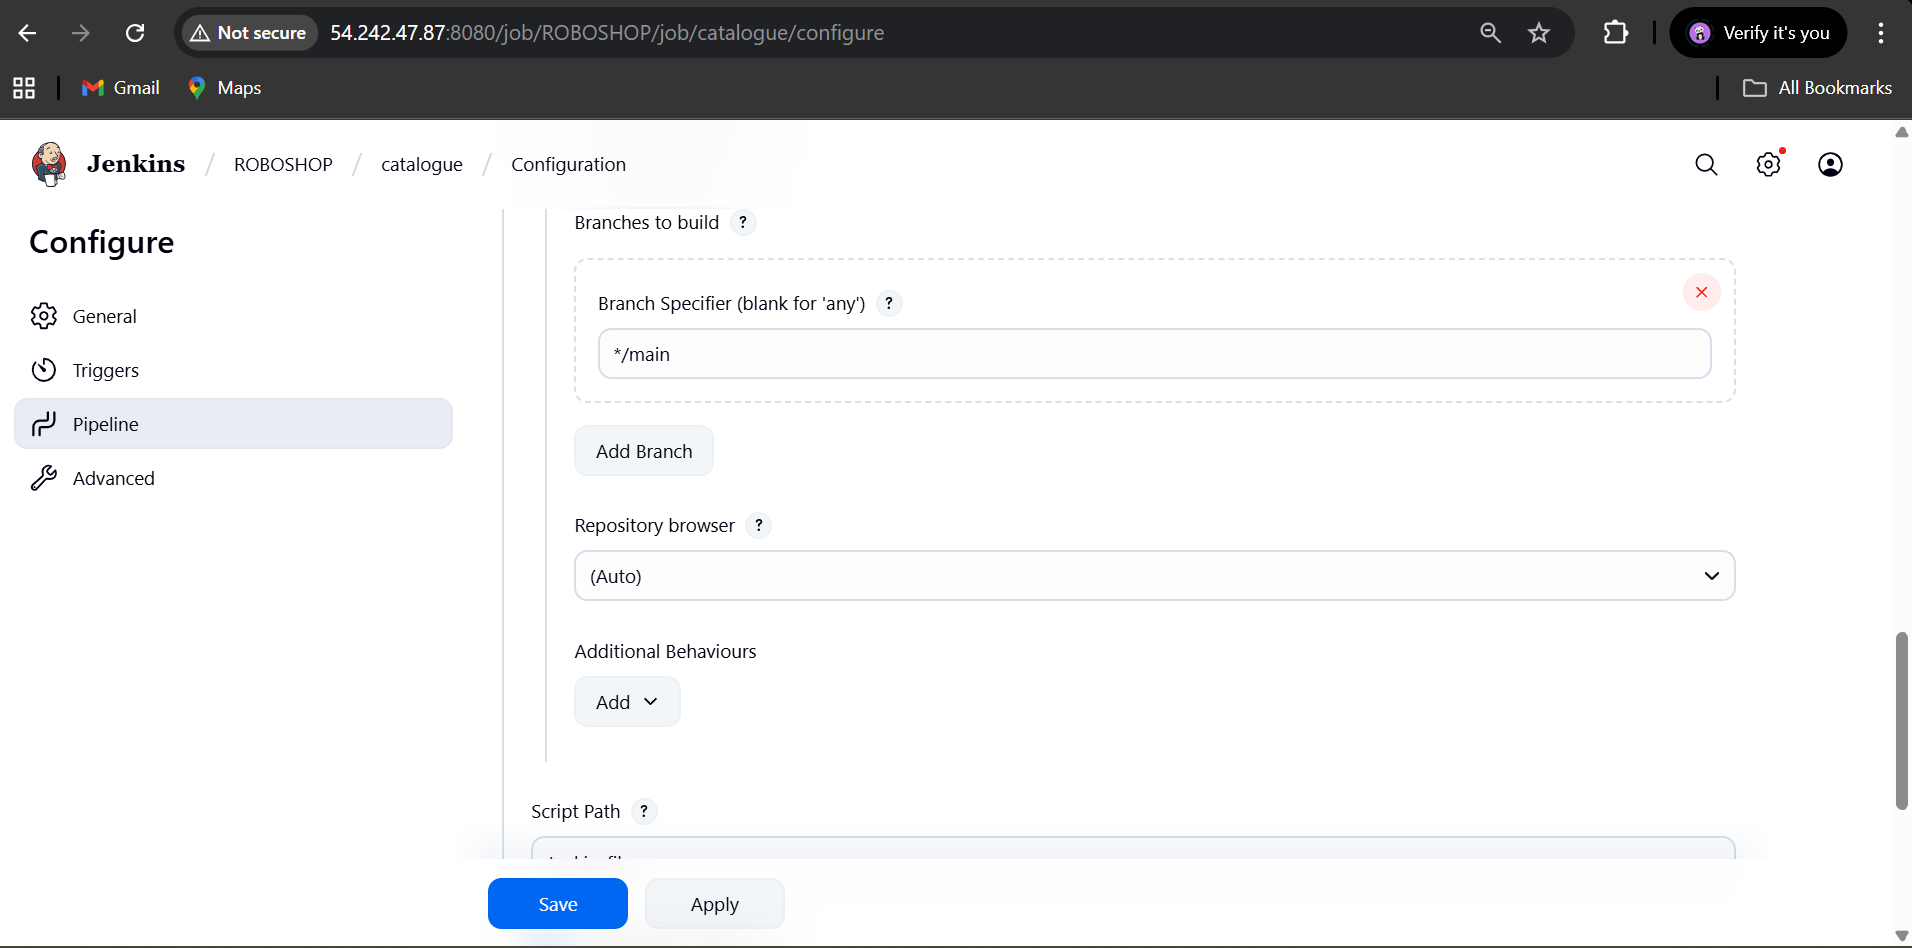 Not secure
54.242.47.87:8080/job/ROBOSHOP/job/catalogue/configure
Verify it's you
Gmail
Maps
All Bookmarks
Jenkins / ROBOSHOP / catalogue / Configuration
Configure
General
Triggers
Pipeline
Advanced
Branches to build ?
Branch Specifier (blank for 'any') ?
*/main
Add Branch
Repository browser ?
(Auto)
Additional Behaviours
Add
Script Path ?
Save
Apply